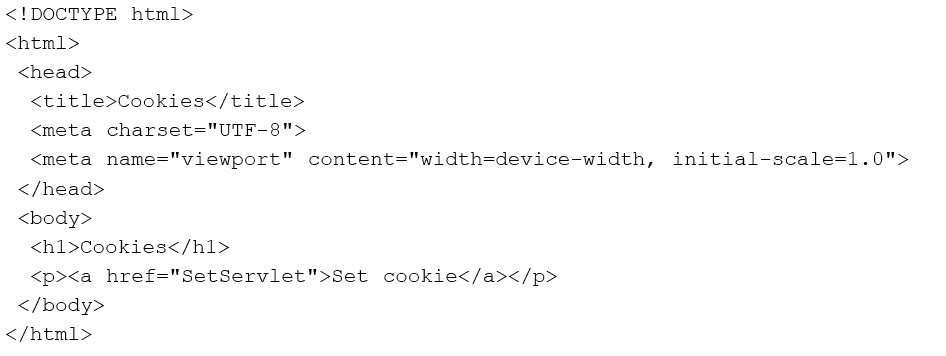 <!DOCTYPE html>
<html>
<head>
<title>Cookies</title>
<meta charset="UTF-8">
<meta name="viewport" content="width=device-width, initial-scale=1.0">
</head>
<body>
<h1>Cookies</h1>
<p><a href="SetServlet">Set cookie</a></p>
</body>
</html>